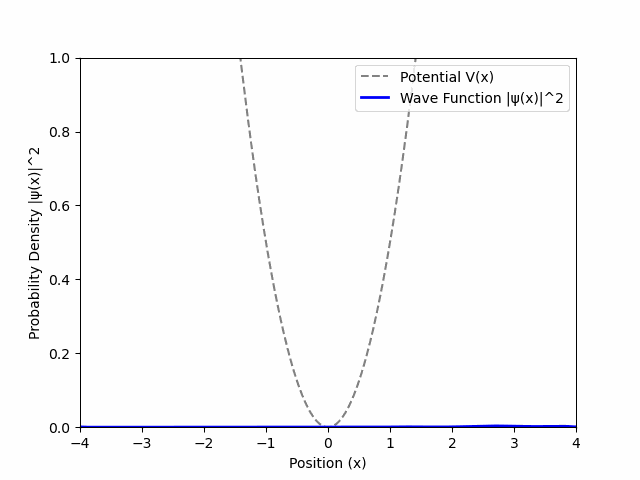 1.0
0.8
0.6
0.4
0.2
0.0
Probability Density |ψ(x)|^2
Potential V(x)
Wave Function |ψ(x)|^2
−4 −3 −2 −1 0 1 2 3 4
Position (x)